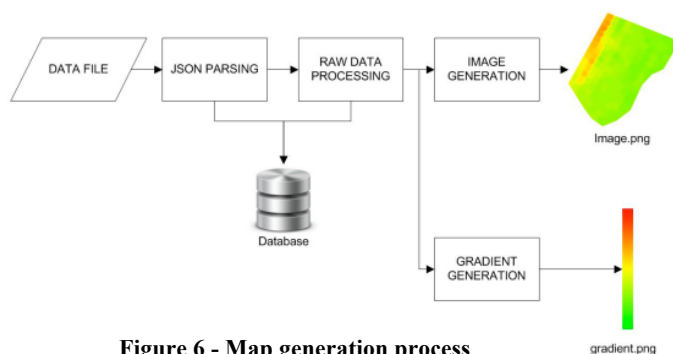 DATA FILE
JSON PARSING
RAW DATA
PROCESSING
IMAGE
GENERATION
Image.png
Database
GRADIENT
GENERATION
gradient.png
Figure 6 - Map generation process